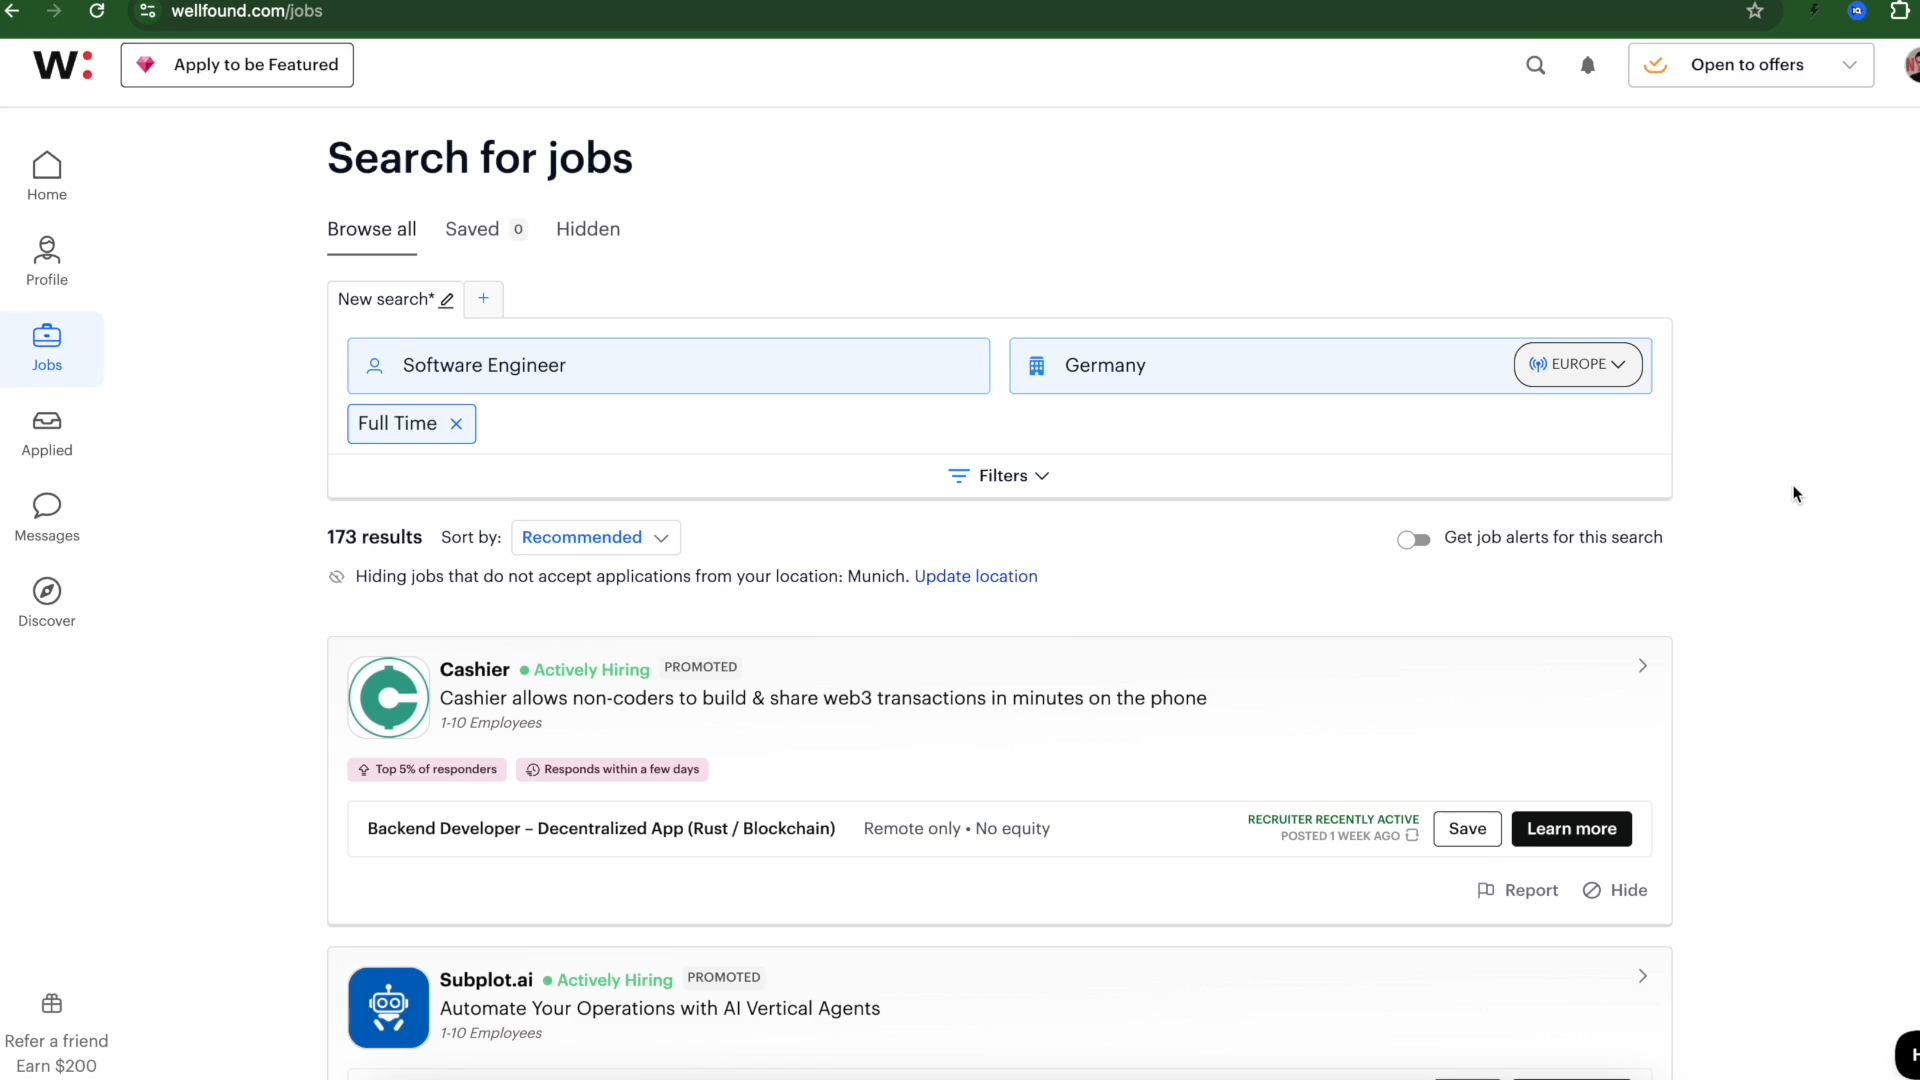 wellfound.com/jobs
W:
Apply to be Featured
Open to offers
Home
Profile
Jobs
Applied
Messages
Discover
Refer a friend
Earn $200
Search for jobs
Browse all
Saved 0
Hidden
New search*
+
Software Engineer
Germany
EUROPE
Full Time
Filters
173 results
Sort by:
Recommended
Get job alerts for this search
Hiding jobs that do not accept applications from your location: Munich. Update location
Cashier
Actively Hiring
PROMOTED
Cashier allows non-coders to build & share web3 transactions in minutes on the phone
1-10 Employees
Top 5% of responders
Responds within a few days
Backend Developer – Decentralized App (Rust / Blockchain)
Remote only • No equity
RECRUITER RECENTLY ACTIVE
POSTED 1 WEEK AGO
Save
Learn more
Report
Hide
Subplot.ai
Actively Hiring
PROMOTED
Automate Your Operations with AI Vertical Agents
1-10 Employees